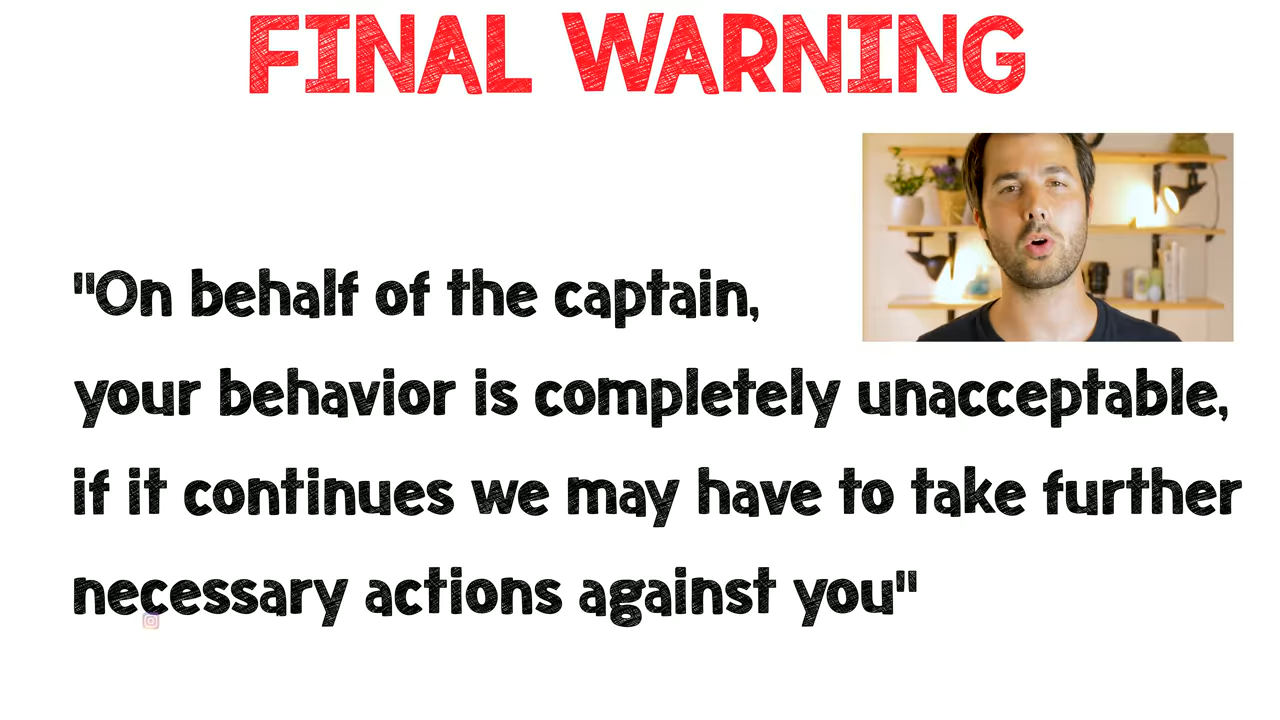 FINAL WARNING
"On behalf of the captain,
your behavior is completely unacceptable,
if it continues we may have to take further
necessary actions against you"